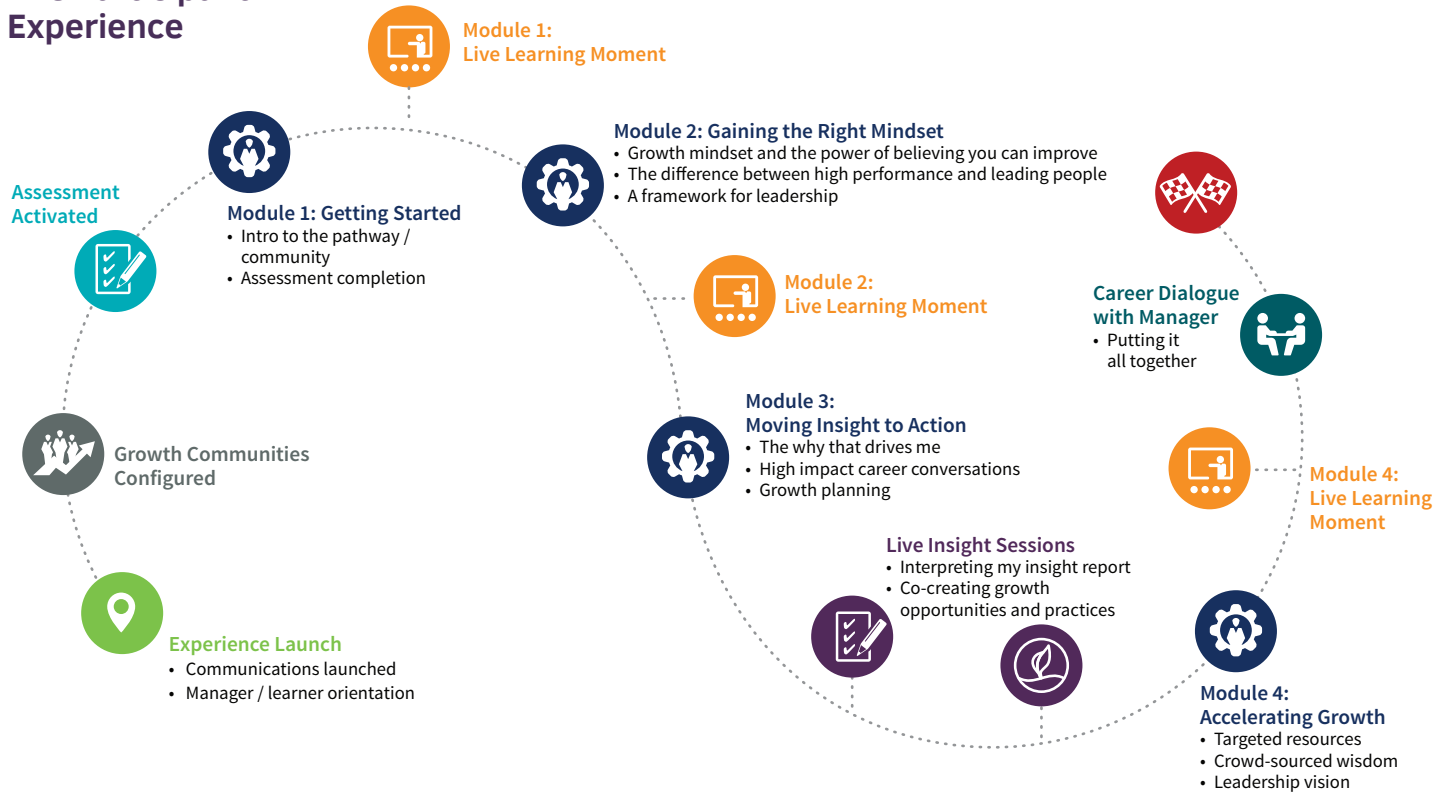 Experience
Module 1:
Live Learning Moment
Module 1: Getting Started
• Intro to the pathway /
community
• Assessment completion
Assessment
Activated
Growth Communities
Configured
Experience Launch
• Communications launched
• Manager / learner orientation
Module 2: Gaining the Right Mindset
• Growth mindset and the power of believing you can improve
• The difference between high performance and leading people
• A framework for leadership
Module 2:
Live Learning Moment
Module 3:
Moving Insight to Action
• The why that drives me
• High impact career conversations
• Growth planning
Live Insight Sessions
• Interpreting my insight report
• Co-creating growth
opportunities and practices
Module 4:
Accelerating Growth
• Targeted resources
• Crowd-sourced wisdom
• Leadership vision
Module 4:
Live Learning
Moment
Career Dialogue
with Manager
• Putting it
all together